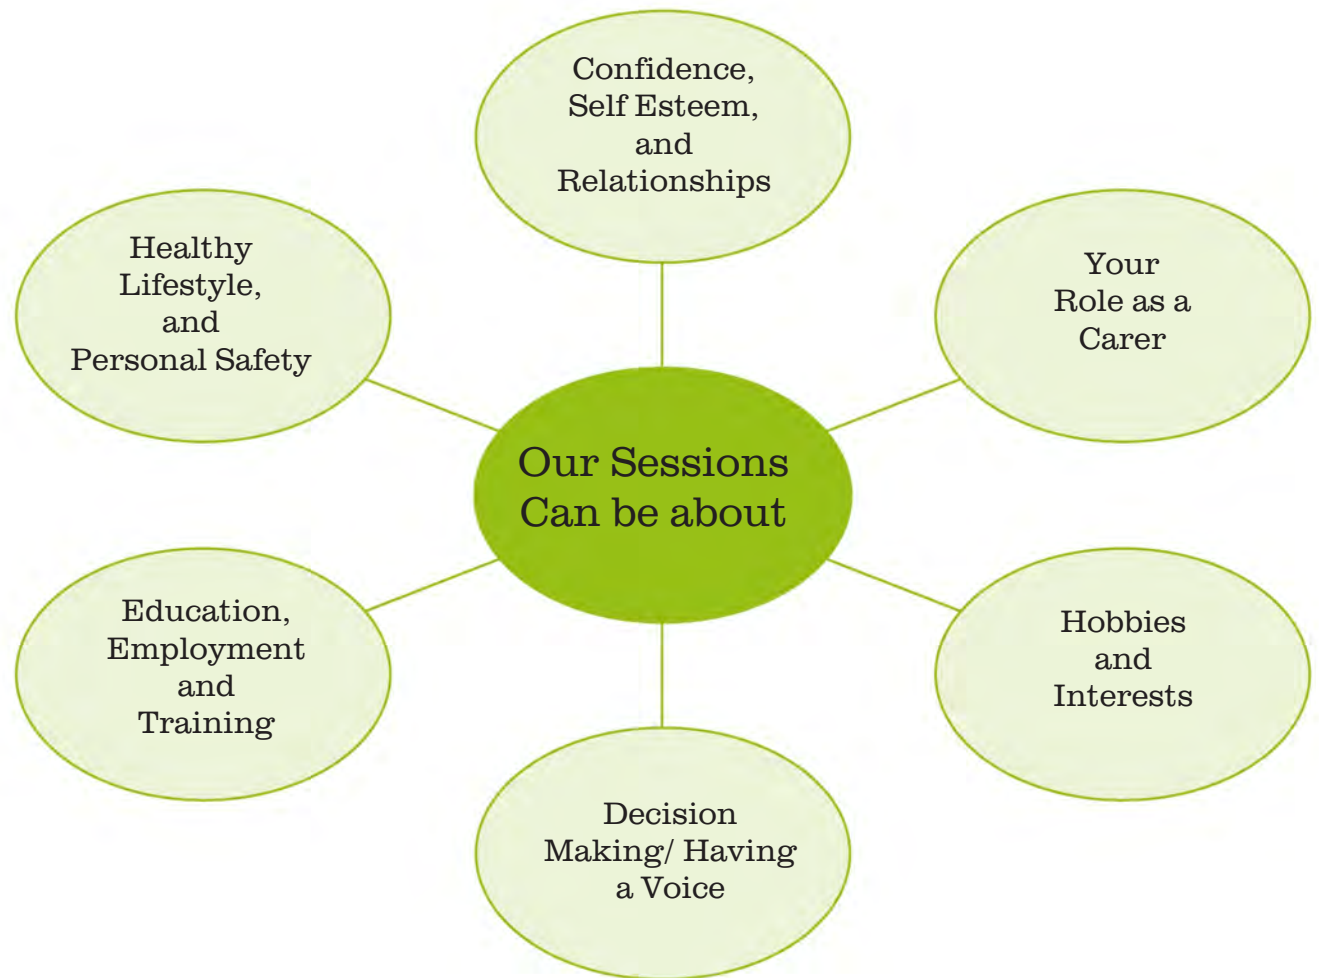 Confidence,
Self Esteem,
and
Relationships
Healthy
Lifestyle,
and
Personal Safety
Your
Role as a
Carer
Our Sessions
Can be about
Education,
Employment
and
Training
Hobbies
and
Interests
Decision
Making/ Having
a Voice